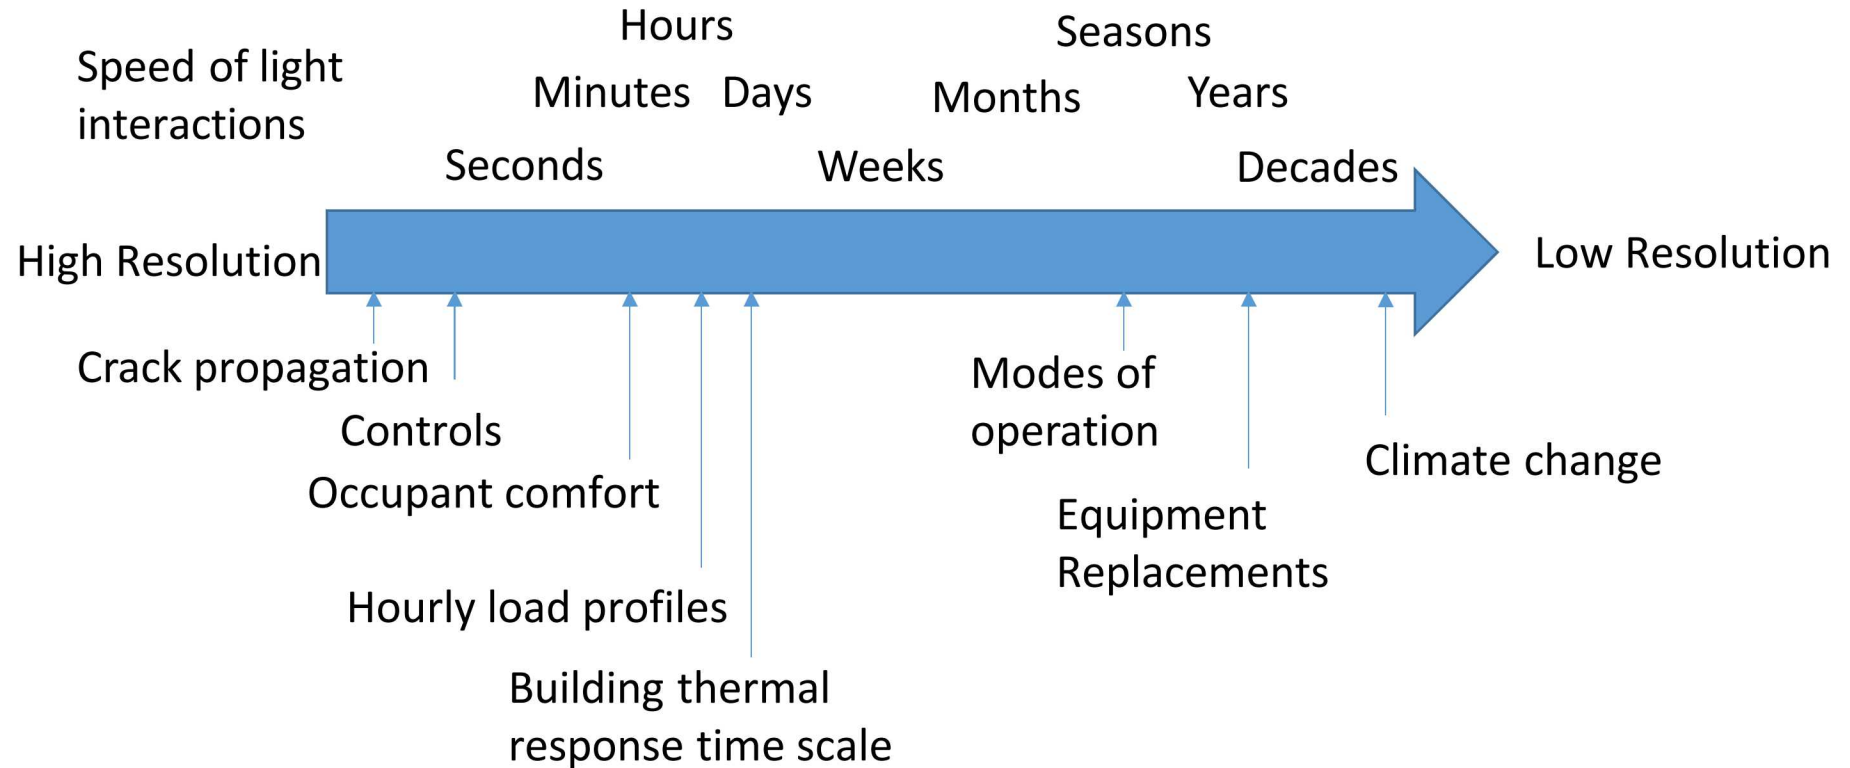 Hours
Seasons
Speed of light
interactions
Minutes
Days
Months
Years
Seconds
Weeks
Decades
High Resolution
Low Resolution
Crack propagation
Controls
Occupant comfort
Hourly load profiles
Building thermal
response time scale
Modes of
operation
Equipment
Replacements
Climate change